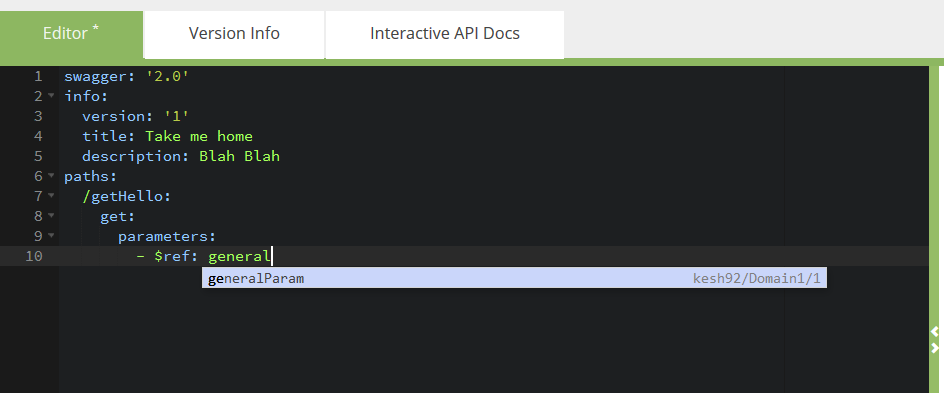 Editor * Version Info Interactive API Docs
1 swagger: '2.0'
2 info:
3 version: '1'
4 title: Take me home
5 description: Blah Blah
6 paths:
7 /getHello:
8 get:
9 parameters:
10 - $ref: general
generalParam kesh92/Domain1/1